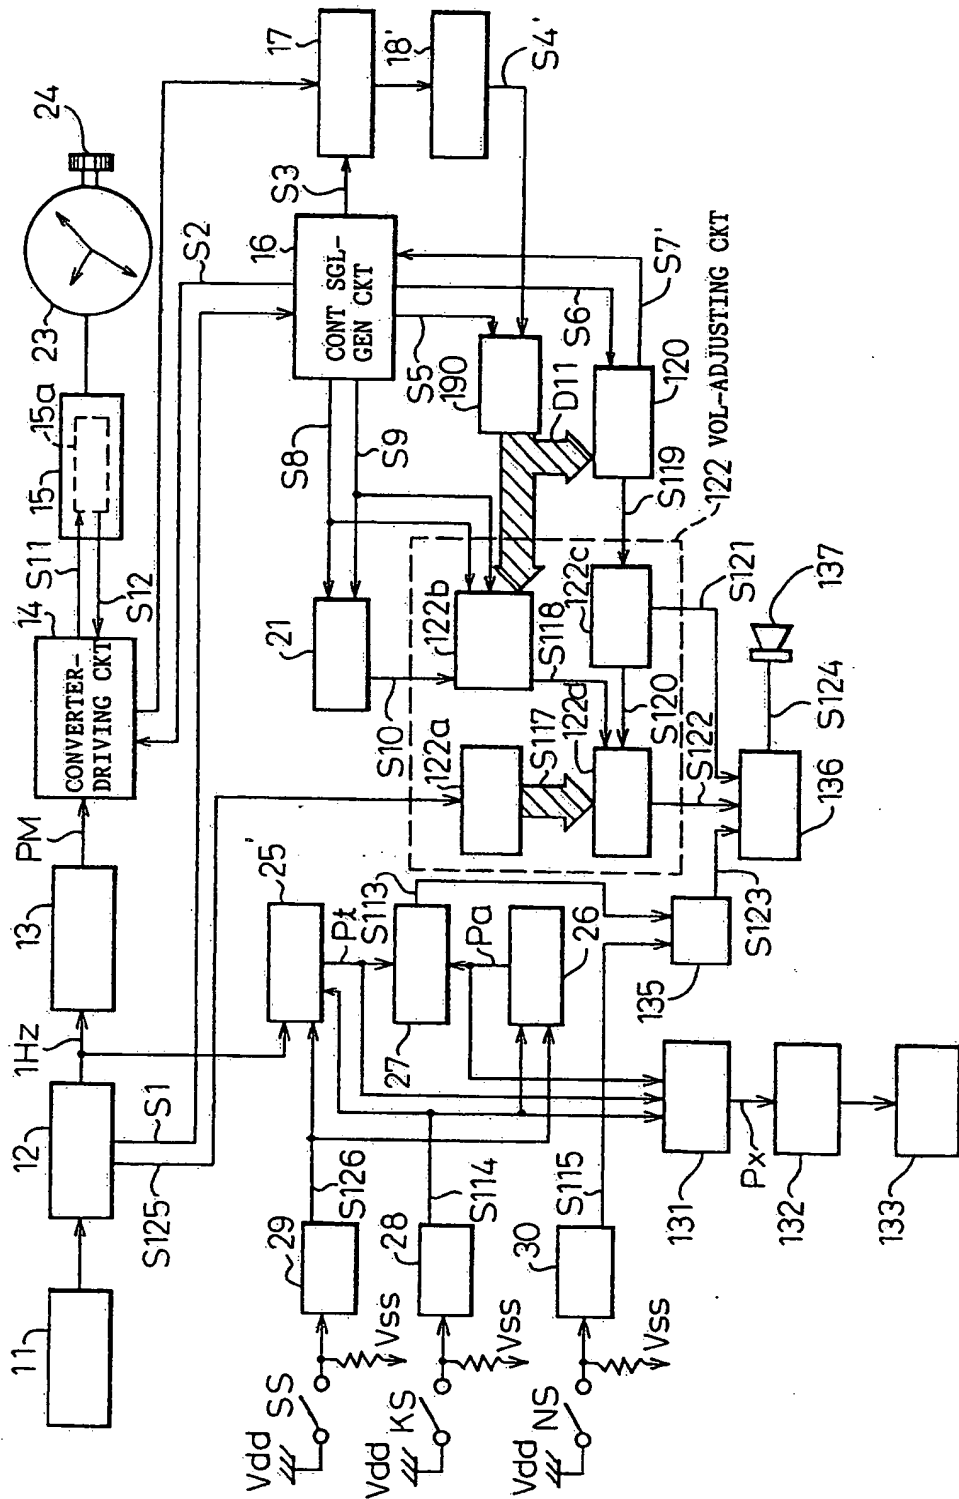 11
12
1Hz
13
PM
14
CONVERTER-
DRIVING CKT
S11
S12
15
15a
23
24
S1
S125
S2
16
CONT SGL-
GEN CKT
S3
17
18'
S4'
S8
S9
S5
S6
S7'
190
D11
120
S119
21
S10
122a
122b
122c
122d
S117
S118
S120
122 VOL-ADJUSTING CKT
S121
S122
25'
Pt
S113
27
Pa
26
Vdd
SS
Vss
29
S126
Vdd
KS
Vss
28
S114
Vdd
NS
Vss
30
S115
135
S123
136
S124
137
131
Px
132
133